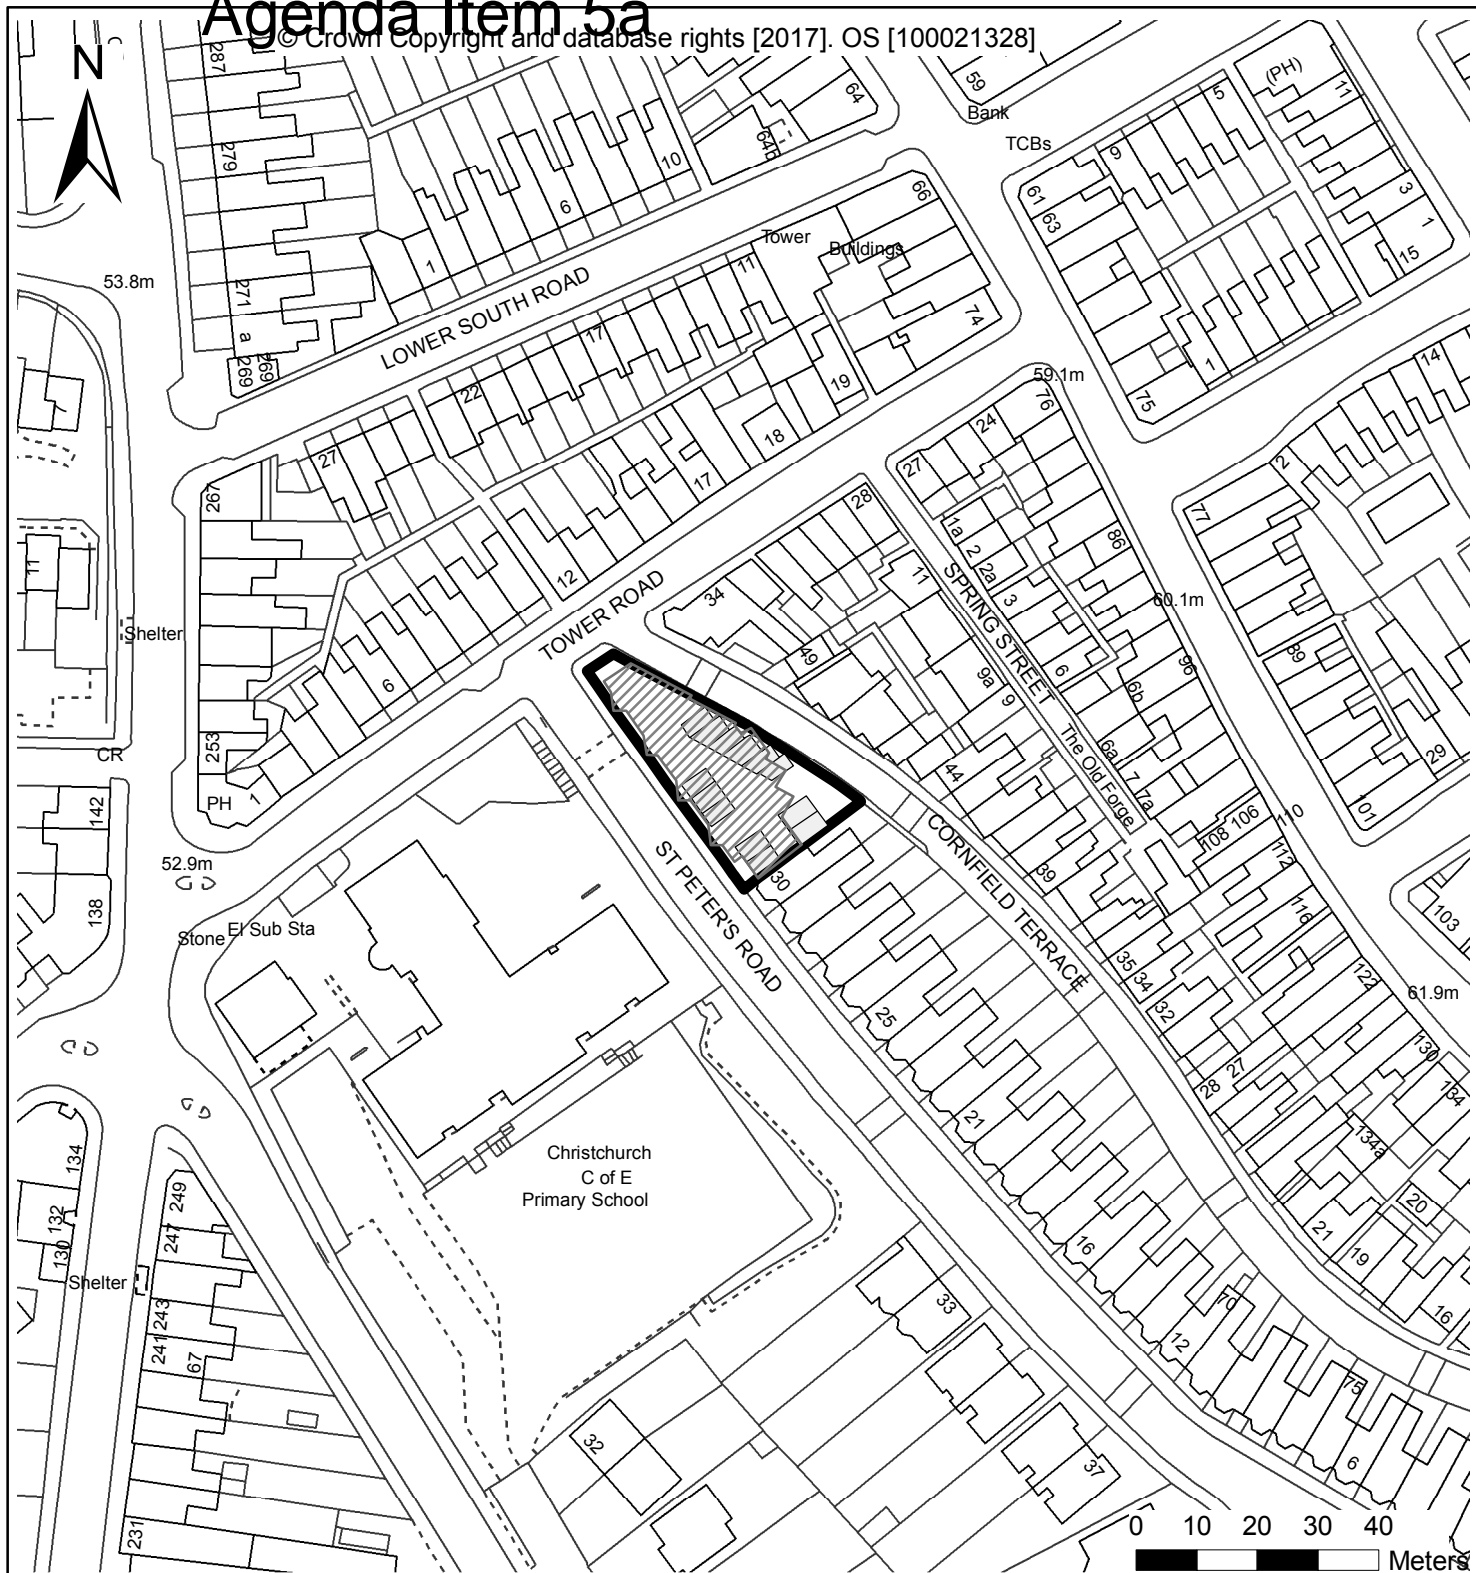 Agenda Item 5a
© Crown Copyright and database rights [2017]. OS [100021328]
N
287
279
271
a
269
269
53.8m
1
6
10
64b
64
59
Bank
TCBs
61
63
9
5
(PH)
11
3
1
15
LOWER SOUTH ROAD
Tower Buildings
66
74
11
17
22
27
19
18
17
12
6
267
253
PH
1
59.1m
76
24
27
28
1
75
14
2
77
89
101
29
103
11
Shelter
CR
142
138
52.9m
Stone
El Sub Sta
TOWER ROAD
34
49
11
1a
2
2a
3
6
SPRING STREET
9a
9
The Old Forge
86
60.1m
96
6b
6a
7
7a
108
106
110
112
116
122
61.9m
130
134
134a
44
39
35
34
32
28
27
20
21
19
16
CORNFIELD TERRACE
ST PETER'S ROAD
30
25
21
16
12
70
75
6
Christchurch
C of E
Primary School
33
37
32
134
132
130
249
247
Shelter
243
241
67
231
0 10 20 30 40
Meters